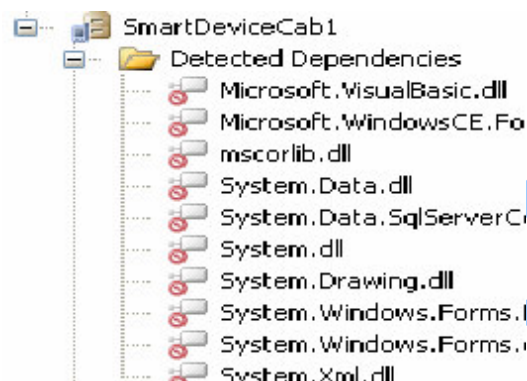 SmartDeviceCab1
Detected Dependencies
Microsoft.VisualBasic.dll
Microsoft.WindowsCE.Fo
mscorlib.dll
System.Data.dll
System.Data.SqlServerC
System.dll
System.Drawing.dll
System.Windows.Forms.
System.Windows.Forms.
System.Xml.dll